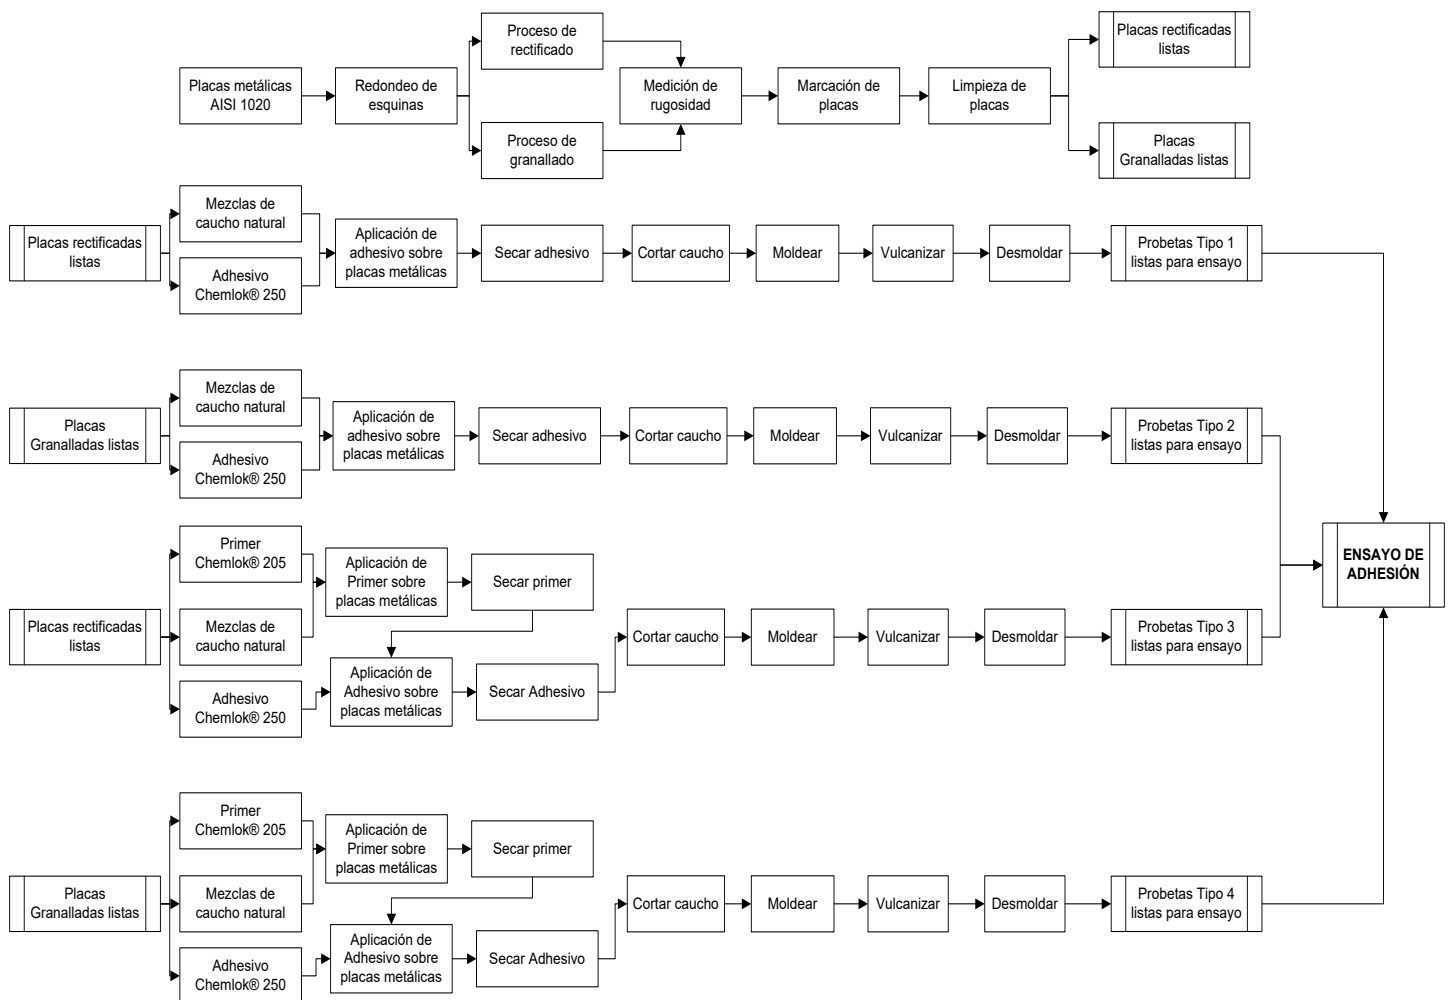 Placas metálicas
AISI 1020
Redondeo de
esquinas
Proceso de
rectificado
Proceso de
granallado
Medición de
rugosidad
Marcación de
placas
Limpieza de
placas
Placas rectificadas
listas
Placas
Granalladas listas
Placas rectificadas
listas
Mezclas de
caucho natural
Adhesivo
Chemlok® 250
Aplicación de
adhesivo sobre
placas metálicas
Secar adhesivo
Cortar caucho
Moldear
Vulcanizar
Desmoldar
Probetas Tipo 1
listas para ensayo
Placas
Granalladas listas
Mezclas de
caucho natural
Adhesivo
Chemlok® 250
Aplicación de
adhesivo sobre
placas metálicas
Secar adhesivo
Cortar caucho
Moldear
Vulcanizar
Desmoldar
Probetas Tipo 2
listas para ensayo
Placas rectificadas
listas
Primer
Chemlok® 205
Mezclas de
caucho natural
Adhesivo
Chemlok® 250
Aplicación de
Primer sobre
placas metálicas
Secar primer
Aplicación de
Adhesivo sobre
placas metálicas
Secar Adhesivo
Cortar caucho
Moldear
Vulcanizar
Desmoldar
Probetas Tipo 3
listas para ensayo
Placas
Granalladas listas
Primer
Chemlok® 205
Mezclas de
caucho natural
Adhesivo
Chemlok® 250
Aplicación de
Primer sobre
placas metálicas
Secar primer
Aplicación de
Adhesivo sobre
placas metálicas
Secar Adhesivo
Cortar caucho
Moldear
Vulcanizar
Desmoldar
Probetas Tipo 4
listas para ensayo
ENSAYO DE
ADHESIÓN